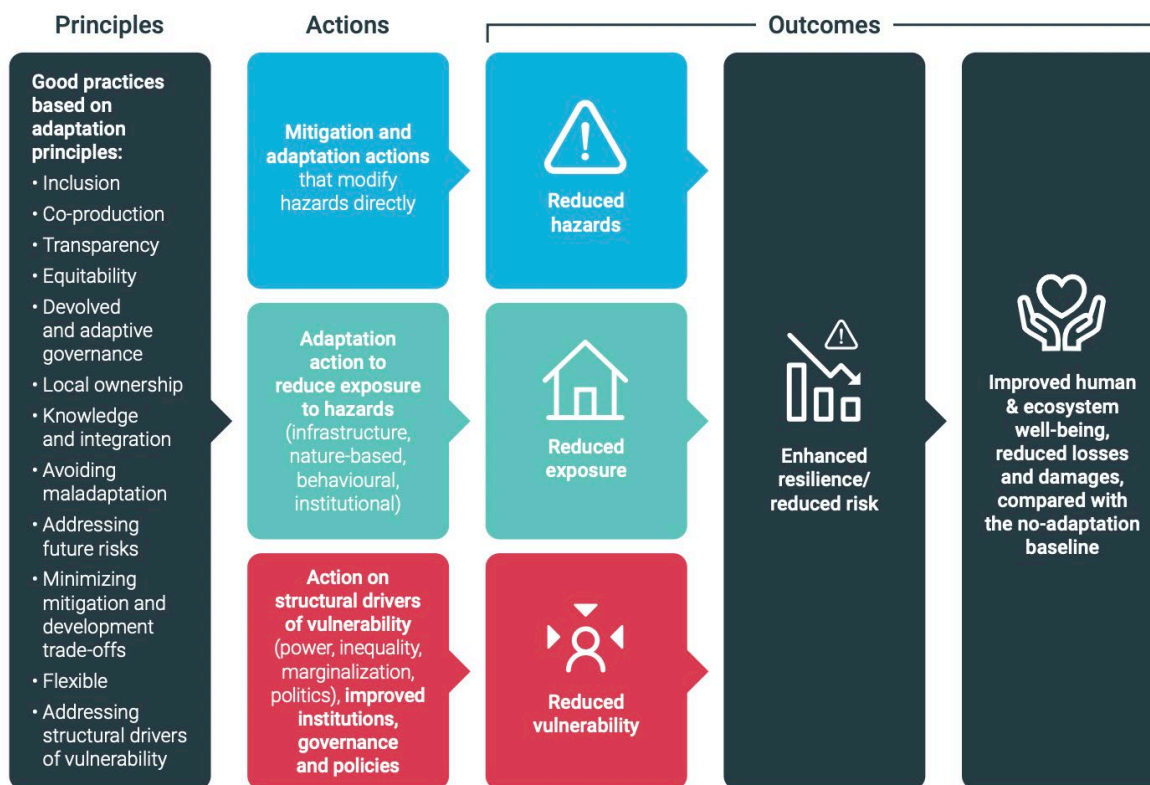 Principles
Actions
Outcomes
Good practices
based on
adaptation
principles:
• Inclusion
• Co-production
• Transparency
• Equitability
• Devolved
and adaptive
governance
• Local ownership
• Knowledge
and integration
• Avoiding
maladaptation
• Addressing
future risks
• Minimizing
mitigation and
development
trade-offs
• Flexible
• Addressing
structural drivers
of vulnerability
Mitigation and
adaptation actions
that modify
hazards directly
Adaptation
action to
reduce exposure
to hazards
(infrastructure,
nature-based,
behavioural,
institutional)
Action on
structural drivers
of vulnerability
(power, inequality,
marginalization,
politics), improved
institutions,
governance
and policies
Reduced
hazards
Reduced
exposure
Reduced
vulnerability
Enhanced
resilience/
reduced risk
Improved human
& ecosystem
well-being,
reduced losses
and damages,
compared with
the no-adaptation
baseline